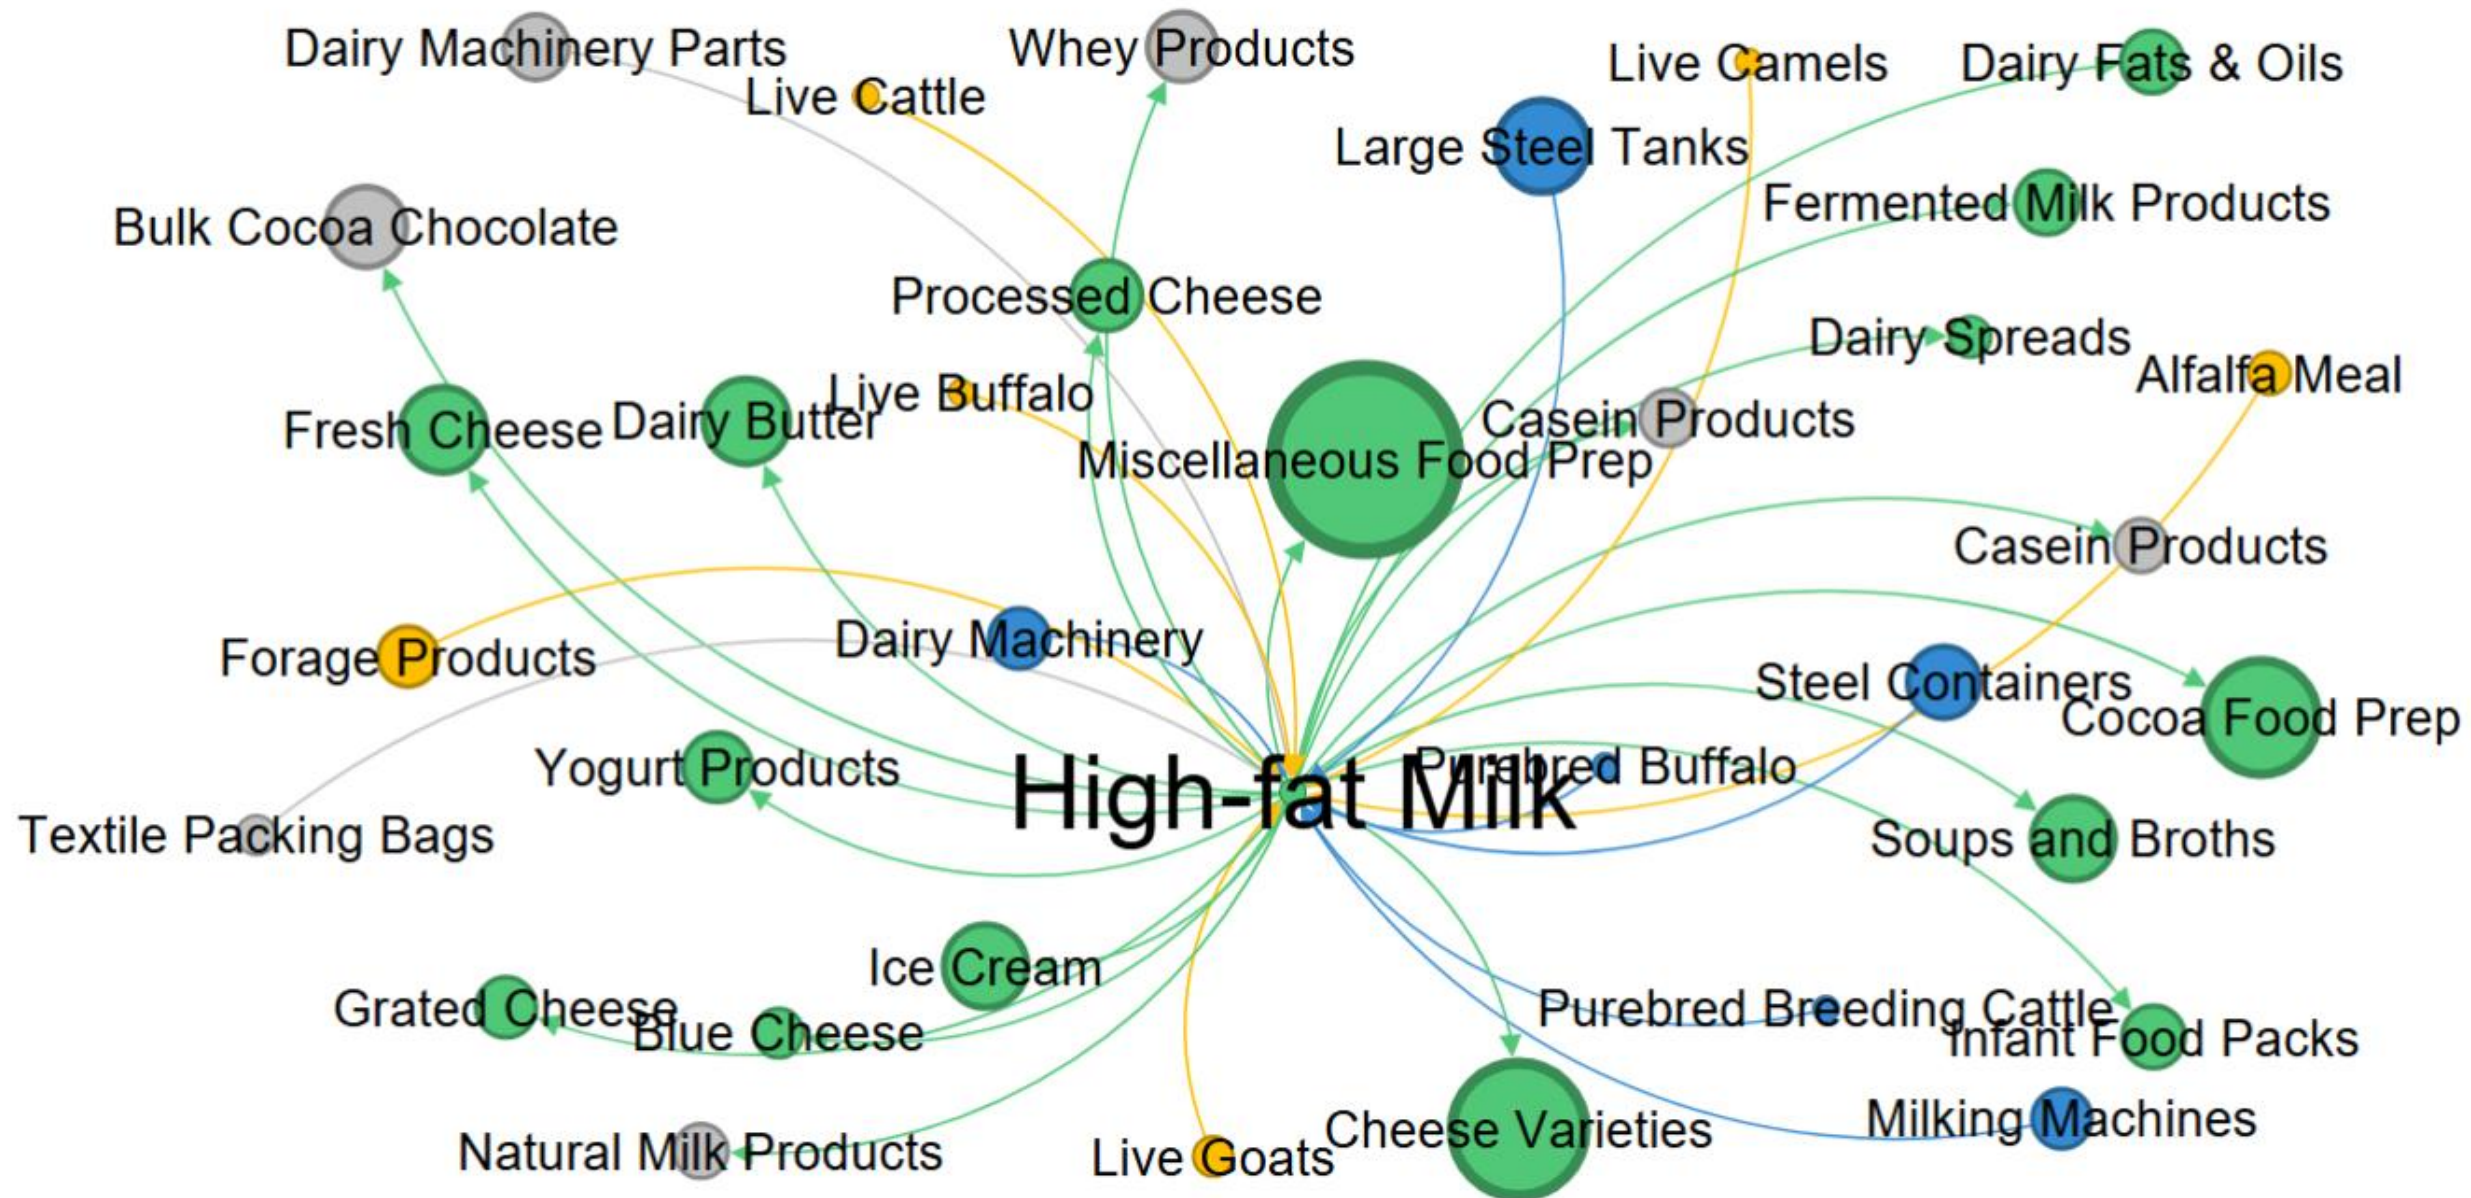 Dairy Machinery Parts
Whey Products
Live Camels
Dairy Fats & Oils
Live Cattle
Large Steel Tanks
Fermented Milk Products
Bulk Cocoa Chocolate
Processed Cheese
Dairy Spreads
Alfalfa Meal
Live Buffalo
Fresh Cheese
Dairy Butter
Casein Products
Miscellaneous Food Prep
Casein Products
Dairy Machinery
Forage Products
Steel Containers
Cocoa Food Prep
Yogurt Products
Purebred Buffalo
High-fat Milk
Textile Packing Bags
Soups and Broths
Ice Cream
Grated Cheese
Blue Cheese
Purebred Breeding Cattle
Infant Food Packs
Milking Machines
Cheese Varieties
Natural Milk Products
Live Goats